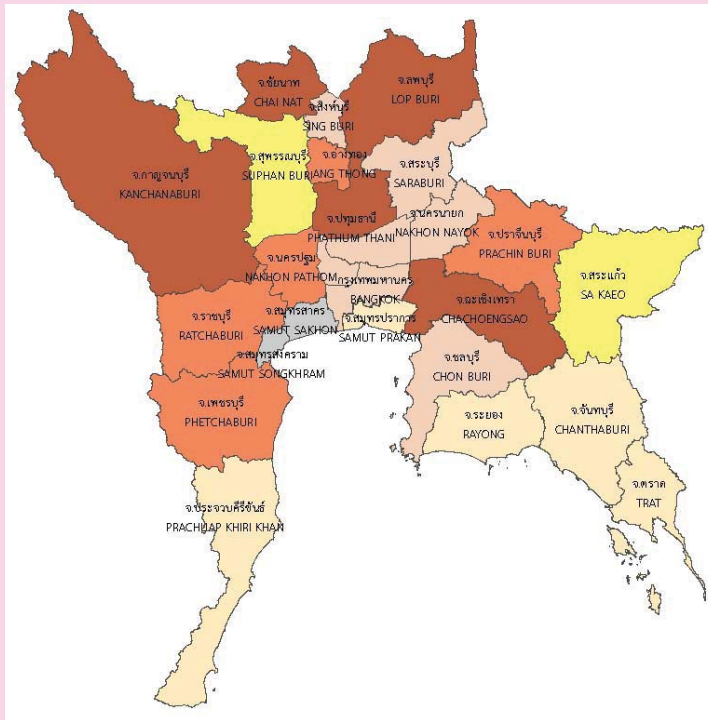 จ.ชัยนาท
CHAI NAT
จ.ลพบุรี
LOP BURI
จ.สิงห์บุรี
SING BURI
จ.กาญจนบุรี
KANCHANABURI
จ.สุพรรณบุรี
SUPHAN BURI
จ.อ่างทอง
ANG THONG
จ.สระบุรี
SARABURI
จ.ปทุมธานี
PHATHUM THANI
จ.นครนายก
NAKHON NAYOK
จ.ปราจีนบุรี
PRACHIN BURI
จ.นครปฐม
NAKHON PATHOM
กรุงเทพมหานคร
BANGKOK
จ.สระแก้ว
SA KAEO
จ.ฉะเชิงเทรา
CHACHOENGSAO
จ.ราชบุรี
RATCHABURI
จ.สมุทรสาคร
SAMUT SAKHON
จ.สมุทรปราการ
SAMUT PRAKAN
จ.สมุทรสงคราม
SAMUT SONGKHRAM
จ.ชลบุรี
CHON BURI
จ.เพชรบุรี
PHETCHABURI
จ.ระยอง
RAYONG
จ.จันทบุรี
CHANTHABURI
จ.ตราด
TRAT
จ.ประจวบคีรีขันธ์
PRACHUAP KHIRI KHAN